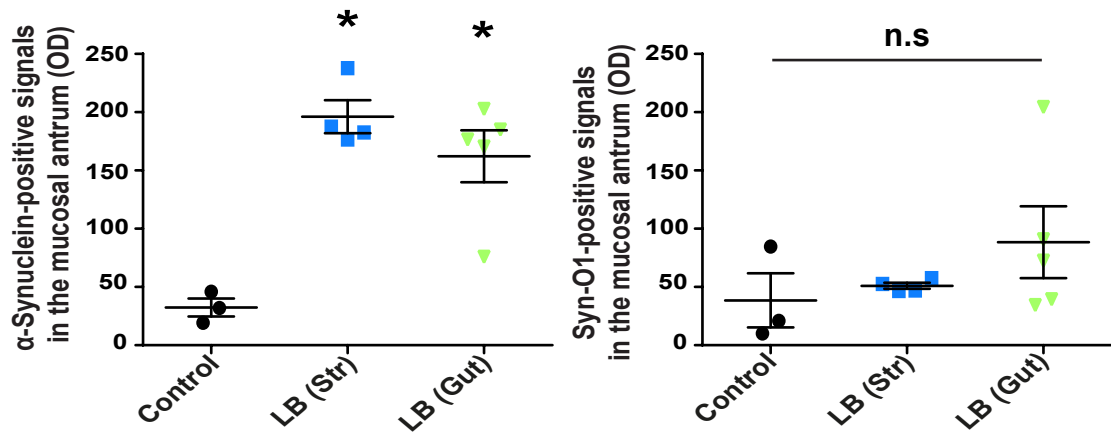 α-Synuclein-positive signals
in the mucosal antrum (OD)
250
200
150
100
50
0
*
*
Control
LB (Str)
LB (Gut)
Syn-O1-positive signals
in the mucosal antrum (OD)
250
200
150
100
50
0
n.s
Control
LB (Str)
LB (Gut)